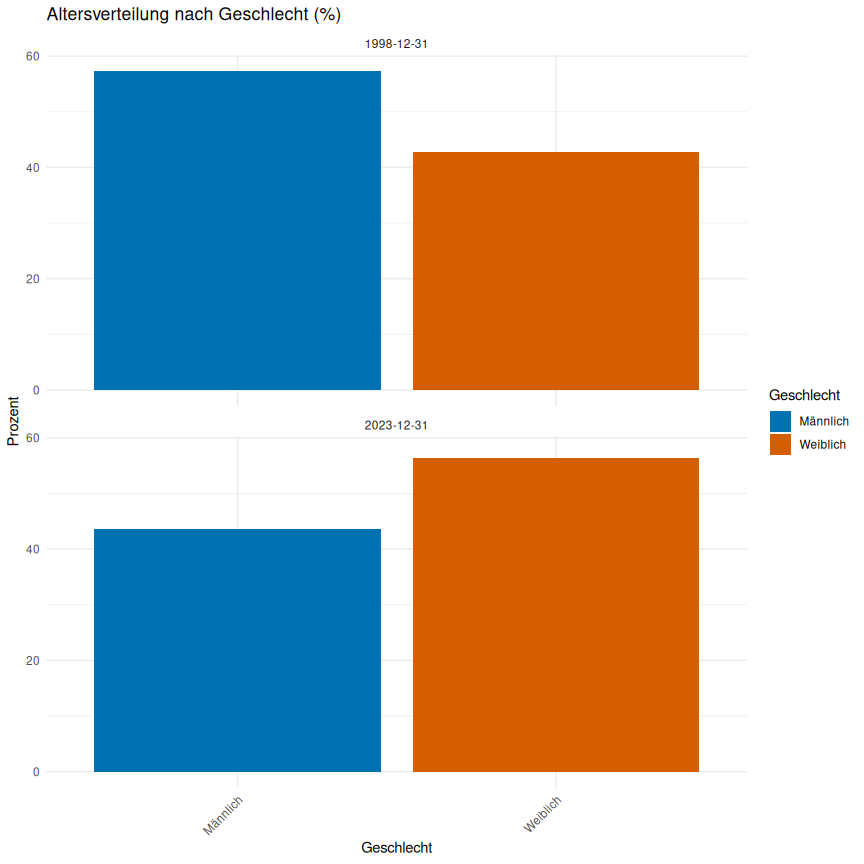 Altersverteilung nach Geschlecht (%)
1998-12-31
60
40
20
0
2023-12-31
60
40
20
0
Männlich
Weiblich
Geschlecht
Prozent
Geschlecht
Männlich
Weiblich